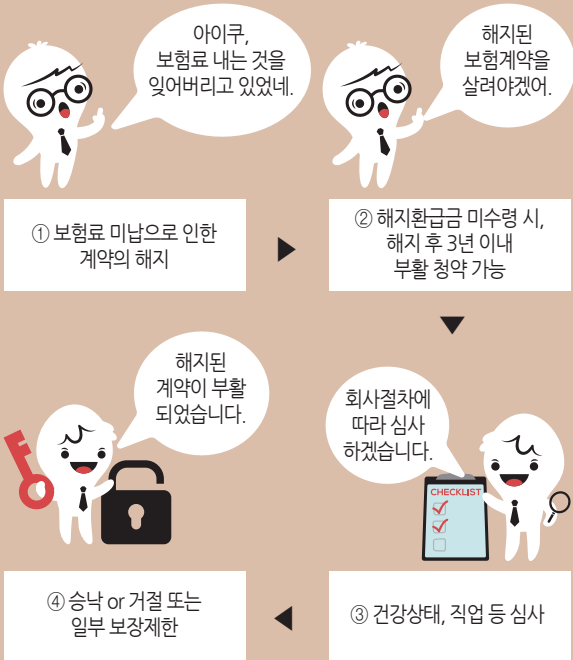 아이쿠,
보험료 내는 것을
잊어버리고 있었네.
해지된
보험계약을
살려야겠어.
① 보험료 미납으로 인한
계약의 해지
② 해지환급금 미수령 시,
해지 후 3년 이내
부활 청약 가능
회사절차에
따라 심사
하겠습니다.
CHECKLIST
③ 건강상태, 직업 등 심사
해지된
계약이 부활
되었습니다.
④ 승낙 or 거절 또는
일부 보장제한